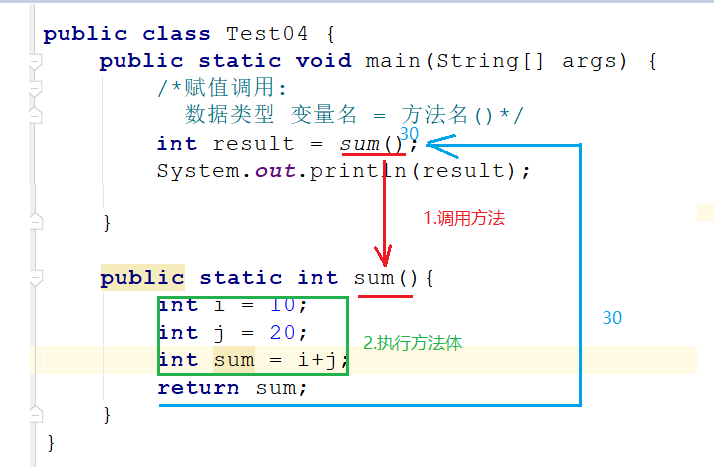 public class Test04 {
public static void main(String[] args) {
/*赋值调用:
数据类型 变量名 = 方法名()*/
30
int result = sum();
System.out.println(result);
1.调用方法
}
public static int sum(){
int i = 10;
30
int j = 20;
2.执行方法体
int sum = i+j;
return sum;
}
}